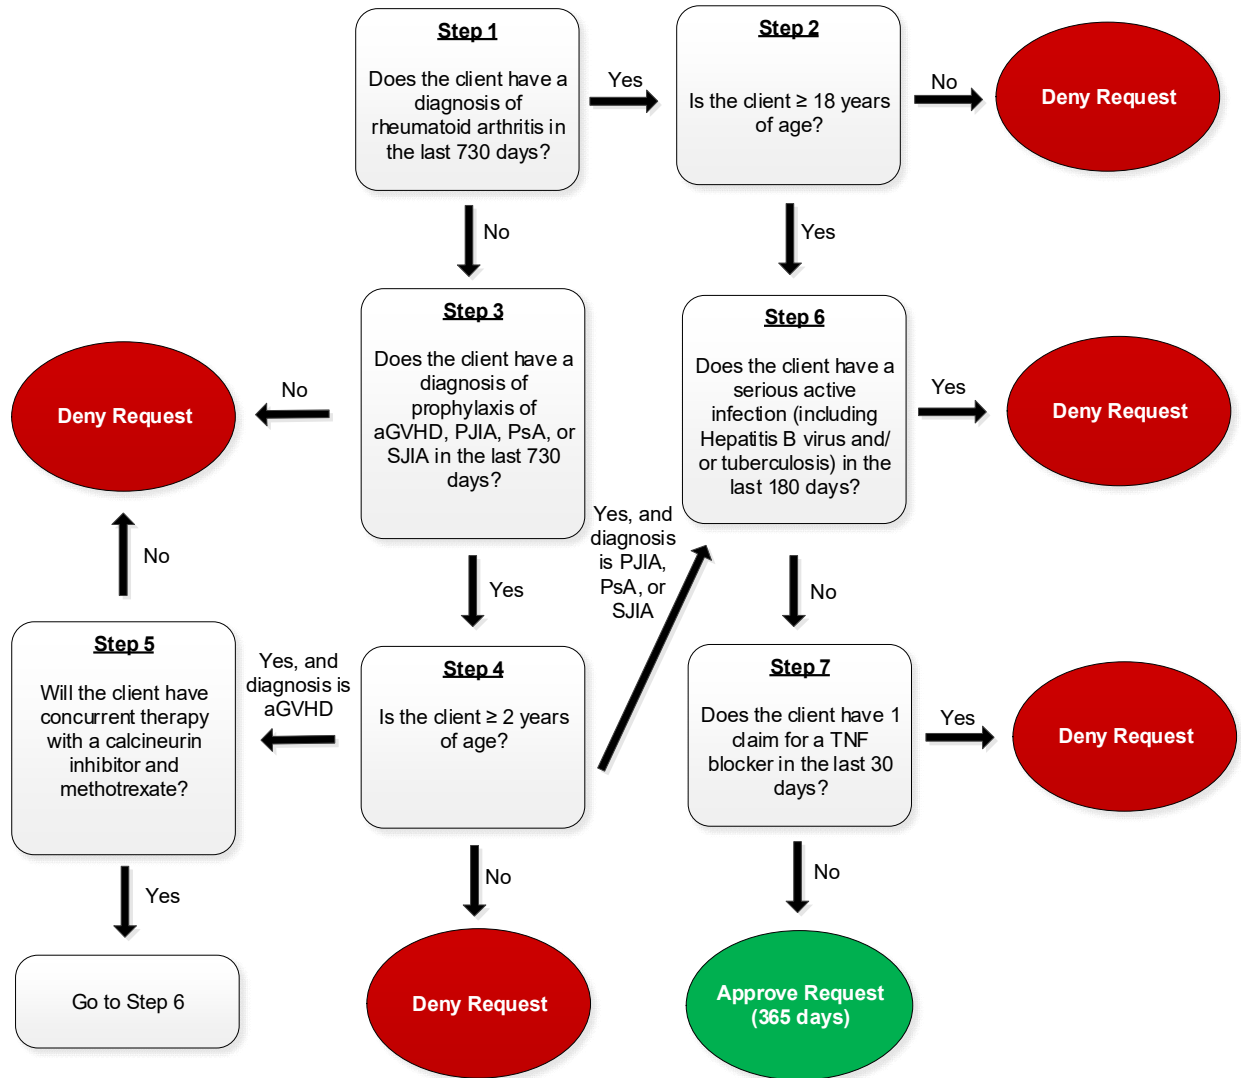 Step 1
Does the client have a
diagnosis of
rheumatoid arthritis in
the last 730 days?
Yes
Step 2
Is the client ≥ 18 years
of age?
No
Deny Request
No
Yes
Step 3
Does the client have a
diagnosis of
prophylaxis of
aGVHD, PJIA, PsA, or
SJIA in the last 730
days?
No
Deny Request
Step 6
Does the client have a
serious active
infection (including
Hepatitis B virus and/
or tuberculosis) in the
last 180 days?
Yes
Deny Request
Yes
Yes, and
diagnosis
is PJIA,
PsA, or
SJIA
No
No
Step 4
Is the client ≥ 2 years
of age?
Yes, and
diagnosis is
aGVHD
Step 5
Will the client have
concurrent therapy
with a calcineurin
inhibitor and
methotrexate?
Step 7
Does the client have 1
claim for a TNF
blocker in the last 30
days?
Yes
Deny Request
Yes
Go to Step 6
No
Deny Request
No
Approve Request
(365 days)